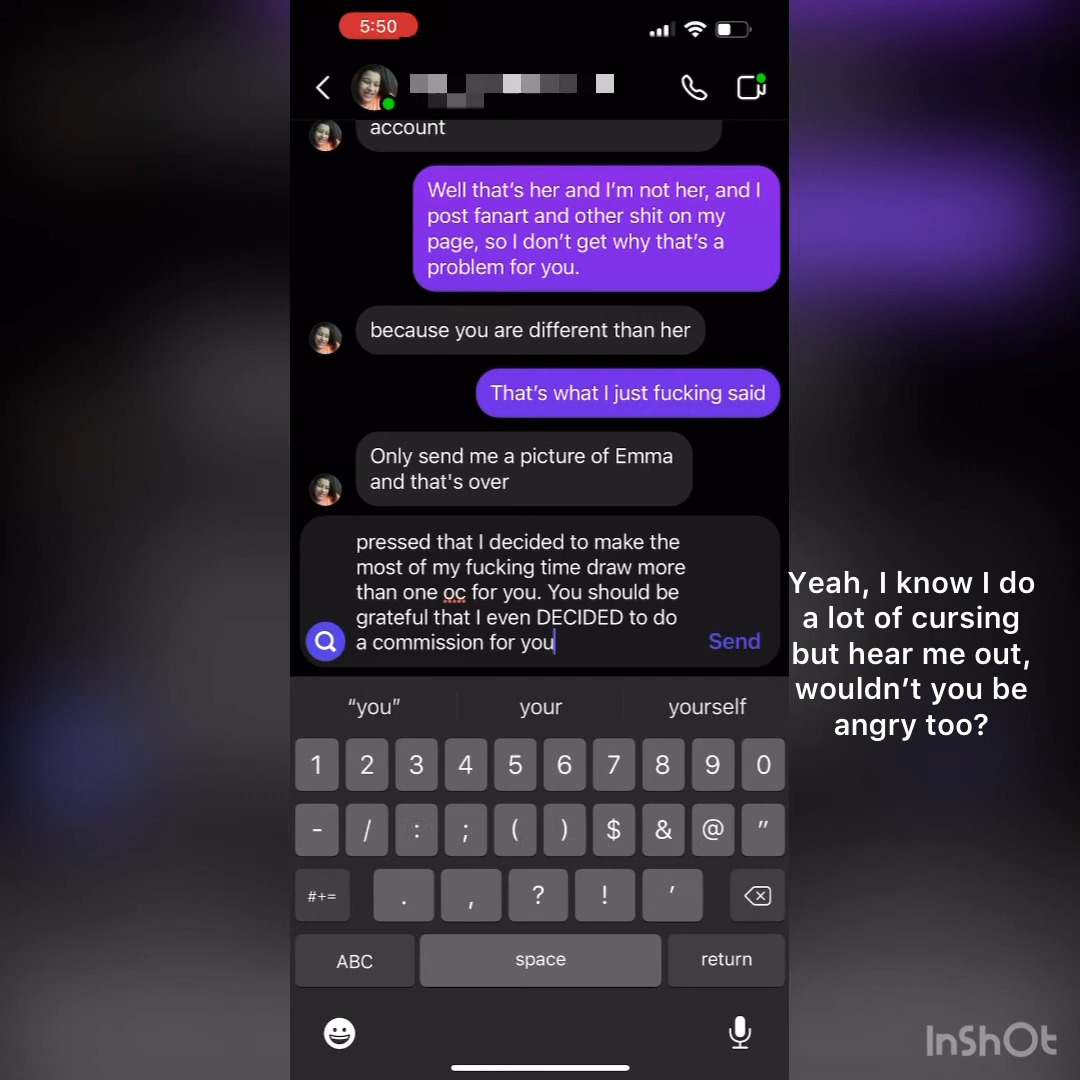 5:50
account
Well that's her and I'm not her, and I
post fanart and other shit on my
page, so I don't get why that's a
problem for you.
because you are different than her
That's what I just fucking said
Only send me a picture of Emma
and that's over
pressed that I decided to make the
most of my fucking time draw more
than one oc for you. You should be
grateful that I even DECIDED to do
a commission for you
Send
Yeah, I know I do
a lot of cursing
but hear me out,
wouldn't you be
angry too?
"you" your yourself
1 2 3 4 5 6 7 8 9 0
- / : ; ( ) $ & @ "
#+= . , ? ! '
ABC space return
InShOt